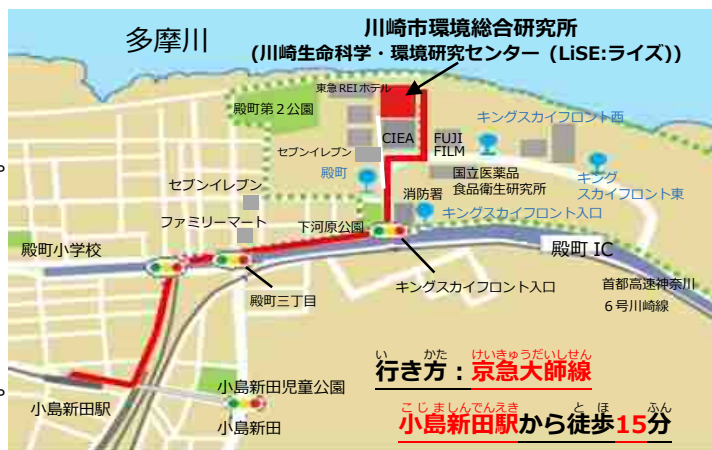 川崎市環境総合研究所
(川崎生命科学・環境研究センター (LiSE:ライズ))
多摩川
東急REIホテル
殿町第2公園
キングスカイフロント西
CIEA
FUJI
FILM
セブンイレブン
殿町
国立医薬品
食品衛生研究所
キング
スカイフロント東
セブンイレブン
消防署
キングスカイフロント入口
ファミリーマート
下河原公園
殿町小学校
殿町 IC
殿町三丁目
キングスカイフロント入口
首都高速神奈川
6号川崎線
い かた けいきゅうだいしせん
行き方:京急大師線
小島新田児童公園
小島新田駅
小島新田
こじましんでんえき とほ ふん
小島新田駅から徒歩15分